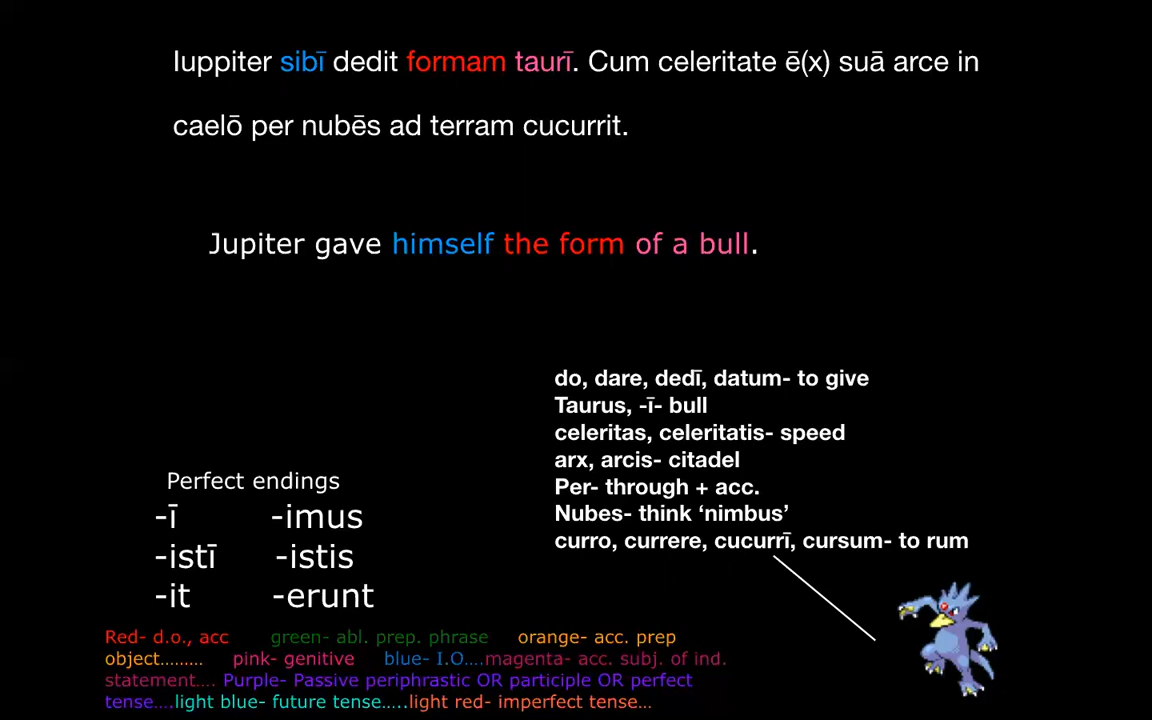 Iuppiter sibī dedit formam taurī. Cum celeritate ē(x) suā arce in
caelō per nubēs ad terram cucurrit.
Jupiter gave himself the form of a bull.
do, dare, dedī, datum- to give
Taurus, -ī- bull
celeritas, celeritatis- speed
arx, arcis- citadel
Per- through + acc.
Nubes- think ‘nimbus’
curro, currere, cucurrī, cursum- to rum
Perfect endings
-ī -imus
-istī -istis
-it -erunt
Red- d.o., acc green- abl. prep. phrase orange- acc. prep
object......... pink- genitive blue- I.O....magenta- acc. subj. of ind.
statement.... Purple- Passive periphrastic OR participle OR perfect
tense....light blue- future tense.....light red- imperfect tense...